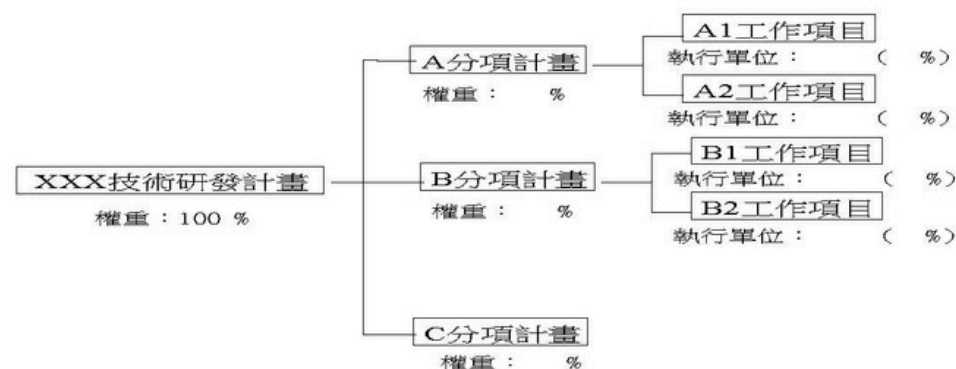 A1工作項目
A分項計畫
執行單位： （ %）
權重： %
A2工作項目
執行單位： （ %）
B1工作項目
XXX技術研發計畫
B分項計畫
執行單位： （ %）
權重：100 %
權重： %
B2工作項目
執行單位： （ %）
C分項計畫
權重： %